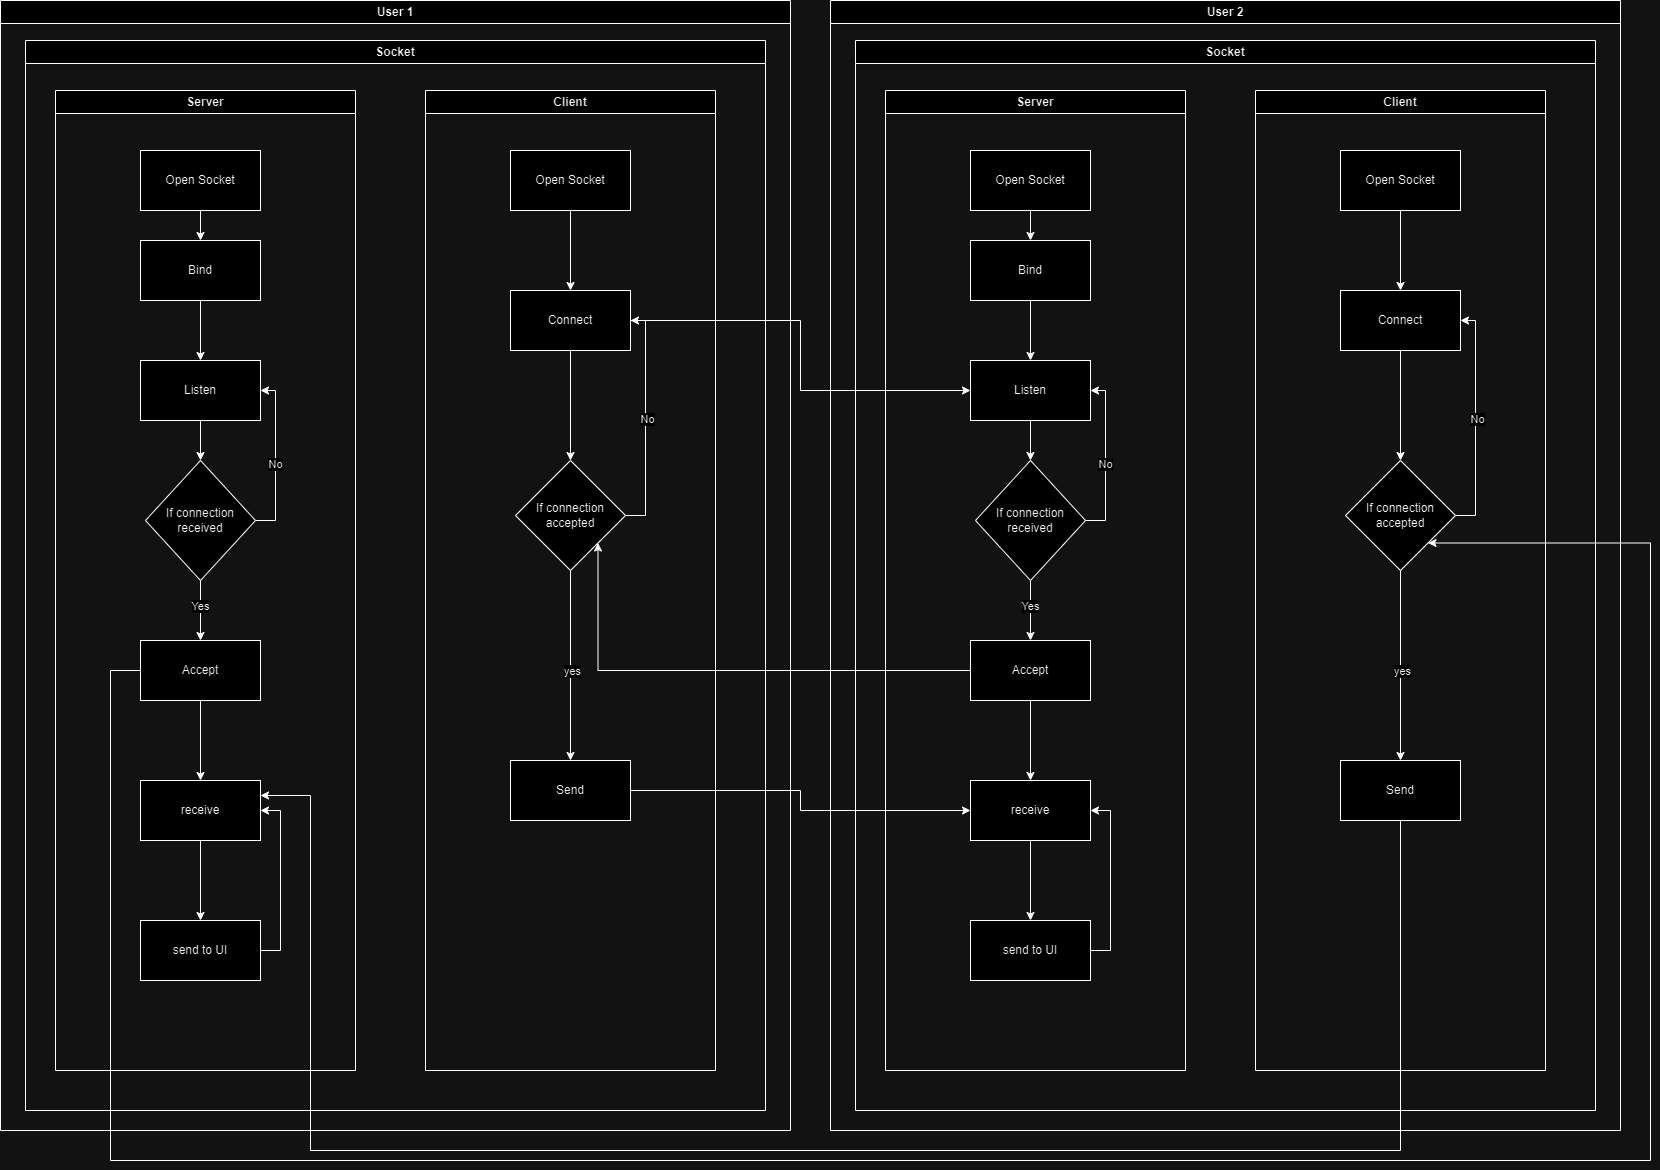 User 1
Socket
Server
Open Socket
Bind
Listen
No
If connection
received
Yes
Accept
receive
send to UI
Client
Open Socket
Connect
No
If connection
accepted
yes
Send
User 2
Socket
Server
Open Socket
Bind
Listen
No
If connection
received
Yes
Accept
receive
send to UI
Client
Open Socket
Connect
No
If connection
accepted
yes
Send